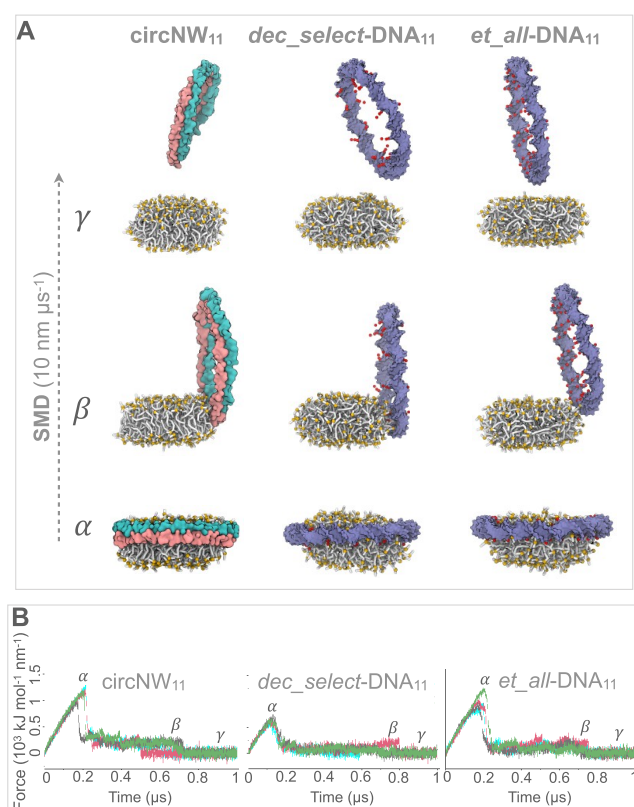 A
circNW₁₁ dec_select-DNA₁₁ et_all-DNA₁₁
SMD (10 nm µs⁻¹)
γ
β
α
B
Force (10³ kJ mol⁻¹ nm⁻¹)
1.5
1
0.5
0
α circNW₁₁ β γ
α dec_select-DNA₁₁ β γ
α et_all-DNA₁₁ β γ
0 0.2 0.4 0.6 0.8 1
0 0.2 0.4 0.6 0.8 1
0 0.2 0.4 0.6 0.8 1
Time (µs) Time (µs) Time (µs)